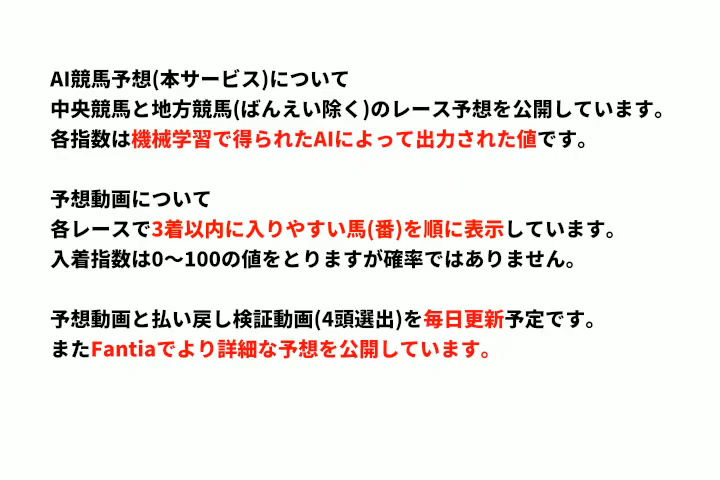 AI競馬予想(本サービス)について
中央競馬と地方競馬(ばんえい除く)のレース予想を公開しています。
各指数は機械学習で得られたAIによって出力された値です。
予想動画について
各レースで3着以内に入りやすい馬(番)を順に表示しています。
入着指数は0～100の値をとりますが確率ではありません。
予想動画と払い戻し検証動画(4頭選出)を毎日更新予定です。
またFantiaでより詳細な予想を公開しています。